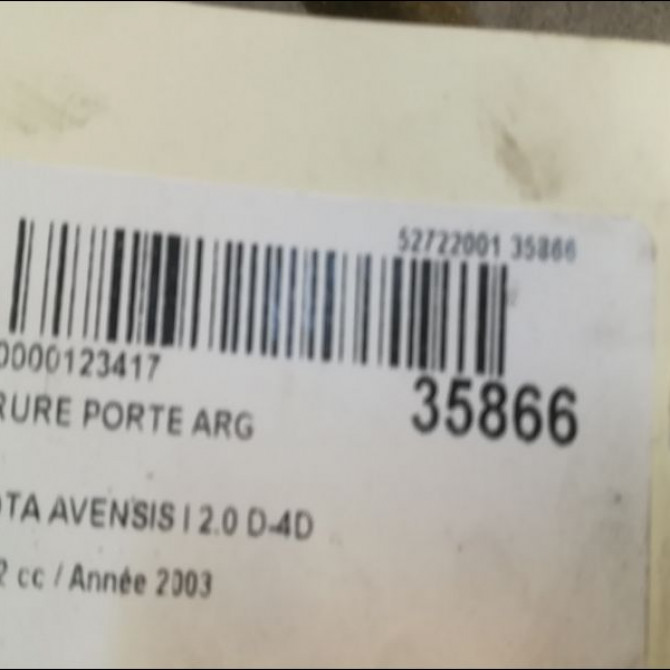 52722001 35866
0000123417
35866
RURE PORTE ARG
OTA AVENSIS I 2.0 D-4D
2 cc / Année 2003